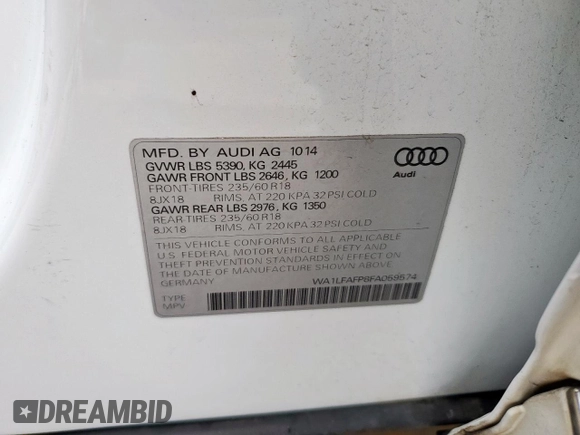 MFD. BY AUDI AG 1014
GVWR LBS 5390, KG 2445
GAWR FRONT LBS 2646, KG 1200
FRONT-TIRES 235/60 R18
8JX18 RIMS. AT 220 KPA 32 PSI COLD
GAWR REAR LBS 2976, KG 1350
REAR-TIRES 235/60 R18
8JX18 RIMS. AT 220 KPA 32 PSI COLD
THIS VEHICLE CONFORMS TO ALL APPLICABLE
U.S. FEDERAL MOTOR VEHICLE SAFETY AND
THEFT PREVENTION STANDARDS IN EFFECT ON
THE DATE OF MANUFACTURE SHOWN ABOVE.
GERMANY
WA1LFAFP8FA059574
TYPE
MPV
Audi
DREAMBID